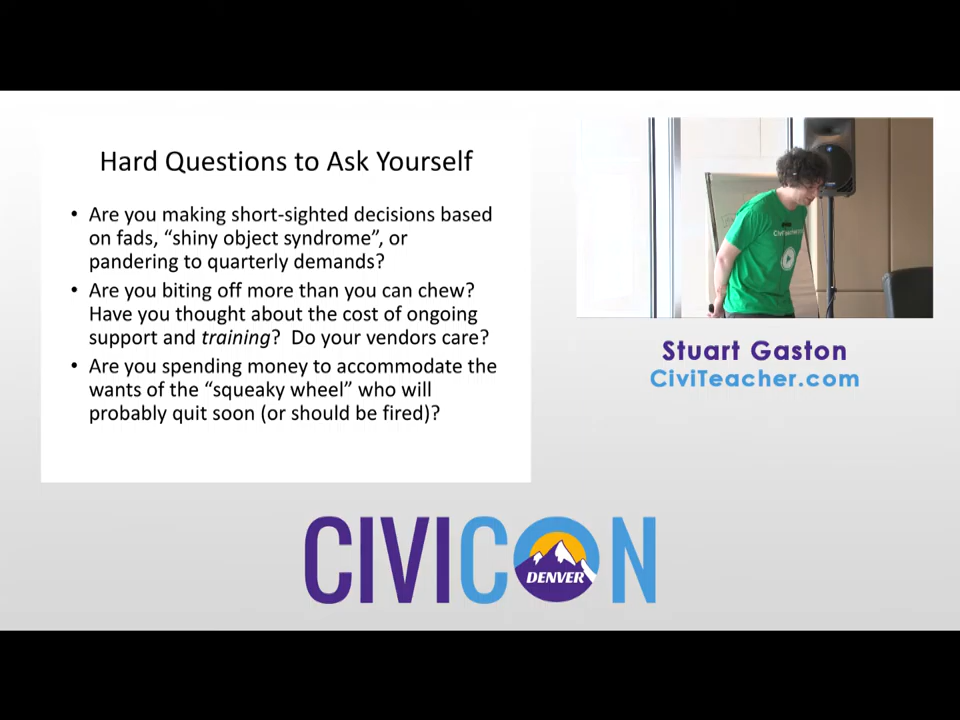 Hard Questions to Ask Yourself
• Are you making short-sighted decisions based
on fads, “shiny object syndrome”, or
pandering to quarterly demands?
• Are you biting off more than you can chew?
Have you thought about the cost of ongoing
support and training? Do your vendors care?
• Are you spending money to accommodate the
wants of the “squeaky wheel” who will
probably quit soon (or should be fired)?
Stuart Gaston
CiviTeacher.com
CIVICON
DENVER